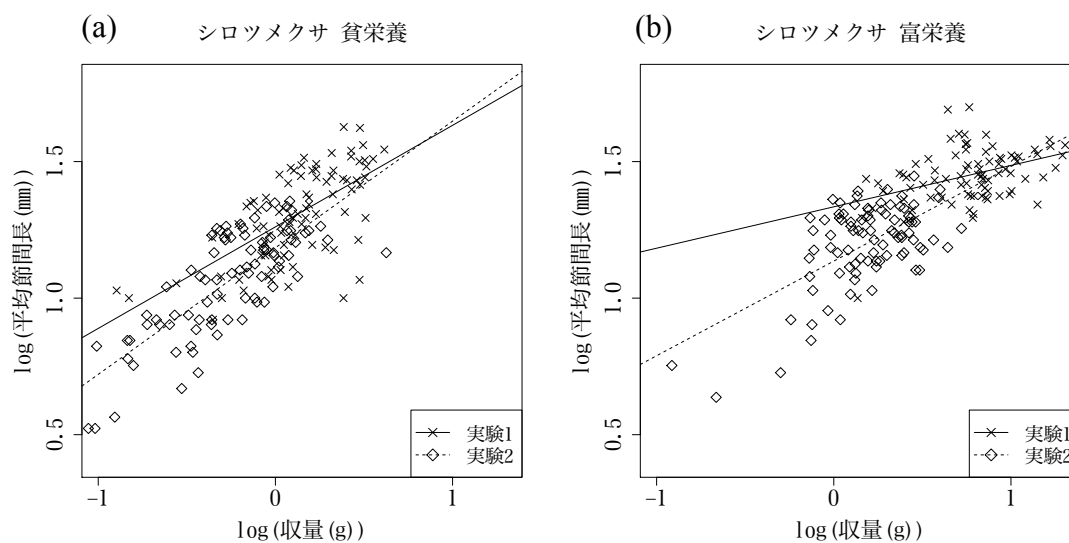 (a) シロツメクサ 貧栄養
log(平均節間長(㎜))
1.5
1.0
0.5
-1 0 1
log(収量(g))
実験1
実験2
(b) シロツメクサ 富栄養
log(平均節間長(㎜))
1.5
1.0
0.5
-1 0 1
log(収量(g))
実験1
実験2